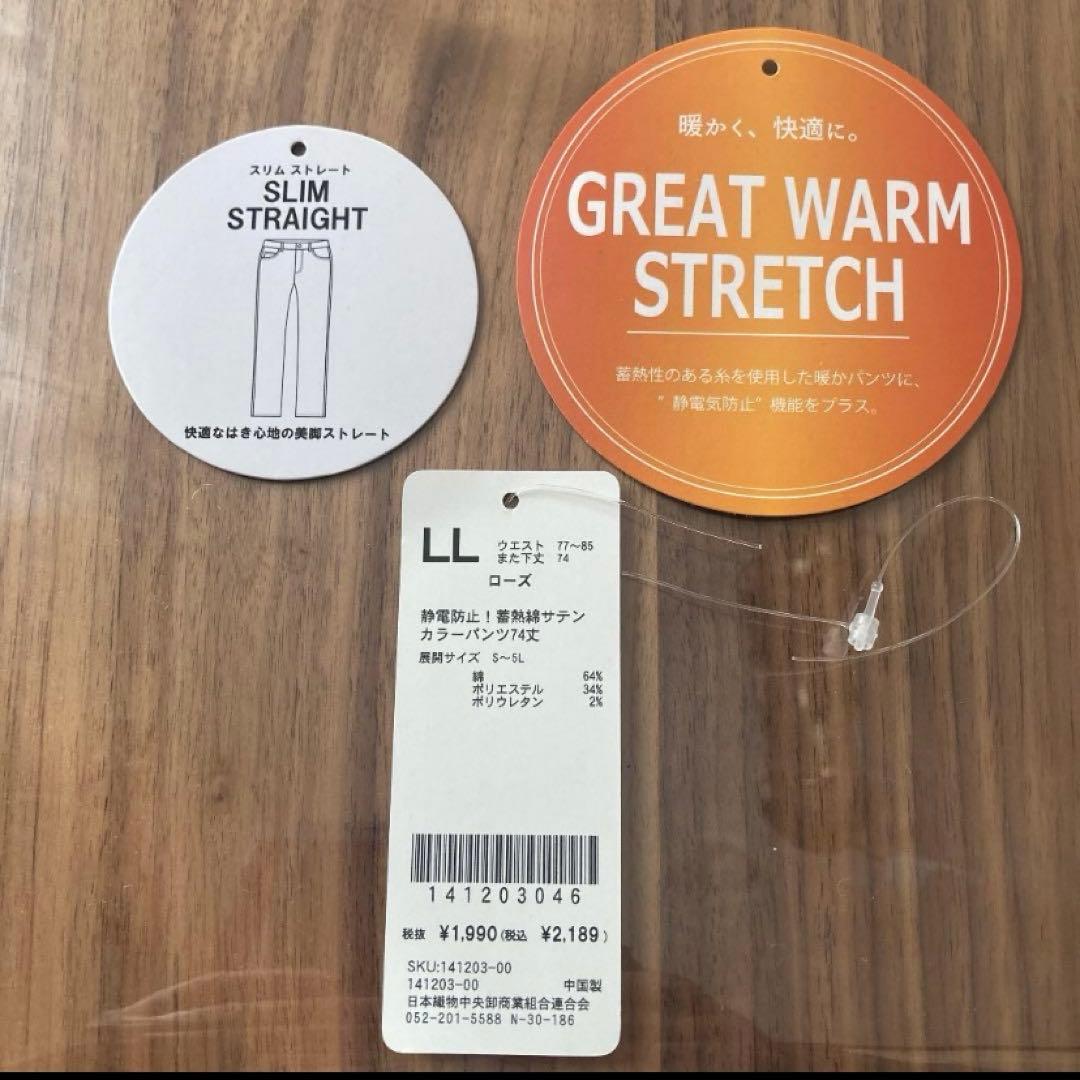 スリム ストレート
SLIM
STRAIGHT
快適なはき心地の美脚ストレート
暖かく、快適に。
GREAT WARM
STRETCH
蓄熱性のある糸を使用した暖かパンツに、
"静電気防止"機能をプラス。
LL ウエスト 77〜85
また下丈 74
ローズ
静電防止！蓄熱綿サテン
カラーパンツ74丈
展開サイズ S〜5L
綿 64%
ポリエステル 34%
ポリウレタン 2%
141203046
税抜 ¥1,990(税込 ¥2,189)
SKU:141203-00
141203-00 中国製
日本織物中央卸商業組合連合会
052-201-5588 N-30-186